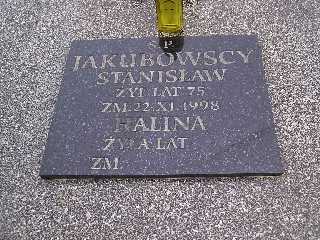 Ś P
JAKUBOWSCY
STANISŁAW
ŻYŁ LAT 75
ZM. 22.XI.1998
HALINA
ŻYŁA LAT
ZM